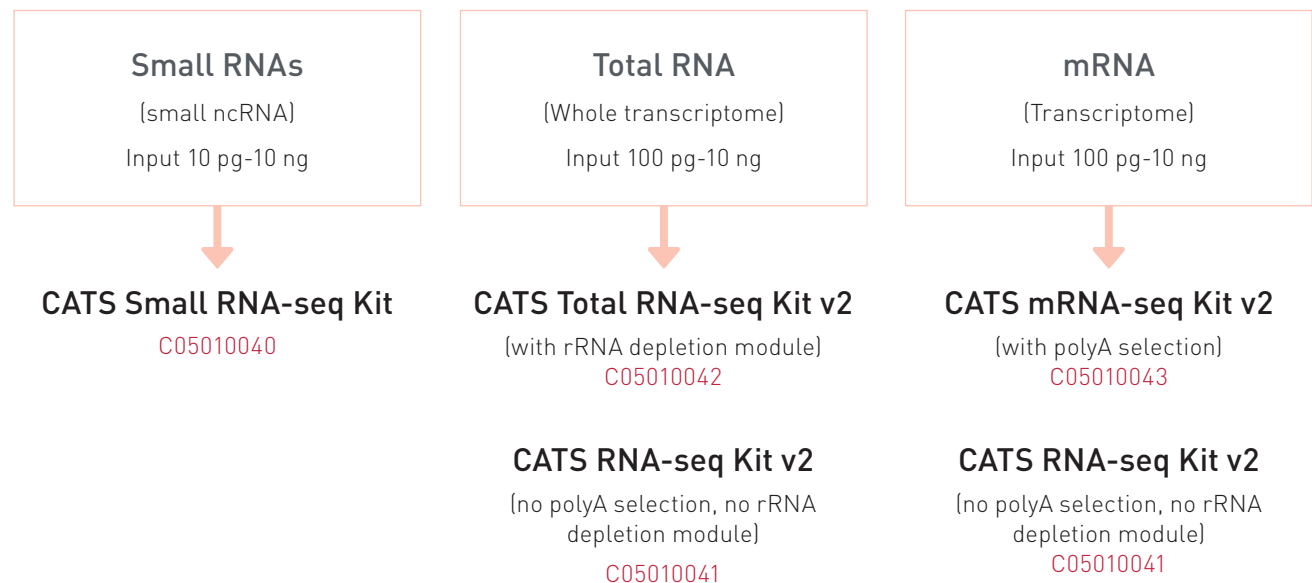 Small RNAs
(small ncRNA)
Input 10 pg-10 ng
CATS Small RNA-seq Kit
C05010040
Total RNA
(Whole transcriptome)
Input 100 pg-10 ng
CATS Total RNA-seq Kit v2
(with rRNA depletion module)
C05010042
CATS RNA-seq Kit v2
(no polyA selection, no rRNA
depletion module)
C05010041
mRNA
(Transcriptome)
Input 100 pg-10 ng
CATS mRNA-seq Kit v2
(with polyA selection)
C05010043
CATS RNA-seq Kit v2
(no polyA selection, no rRNA
depletion module)
C05010041